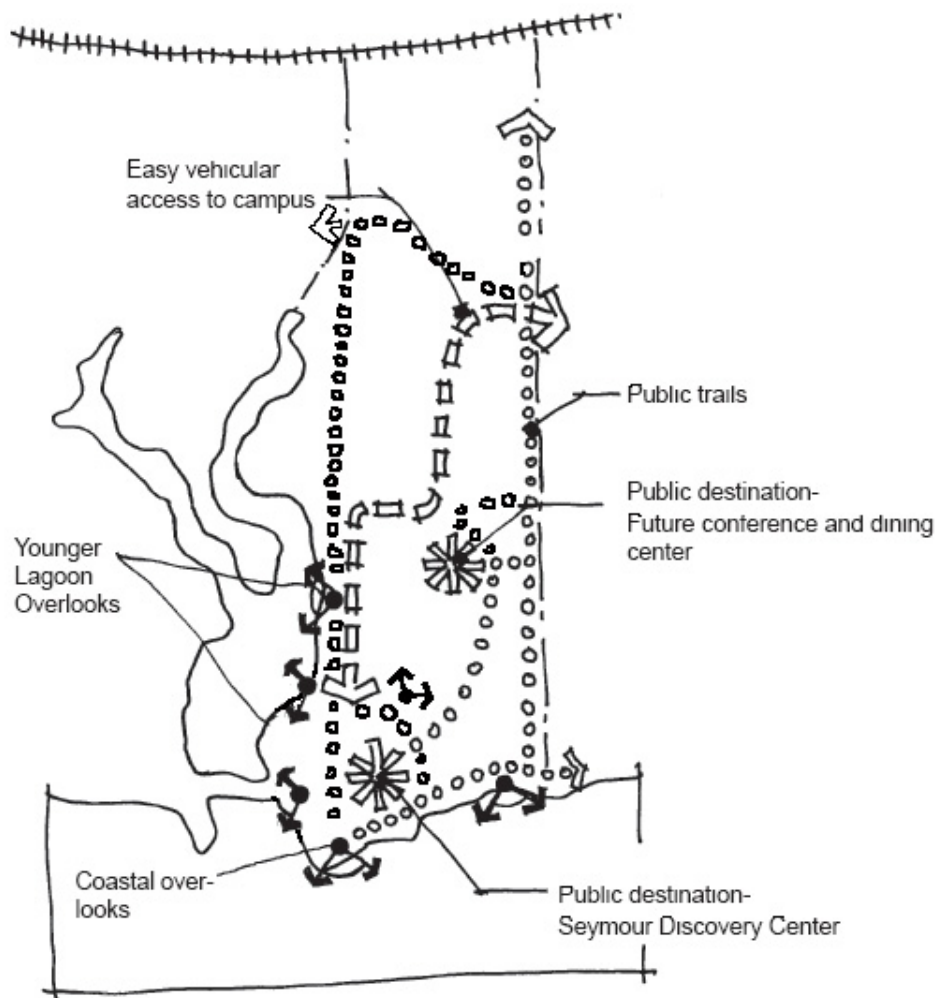 Easy vehicular
access to campus
Public trails
Public destination-
Future conference and dining
center
Younger
Lagoon
Overlooks
Coastal over-
looks
Public destination-
Seymour Discovery Center